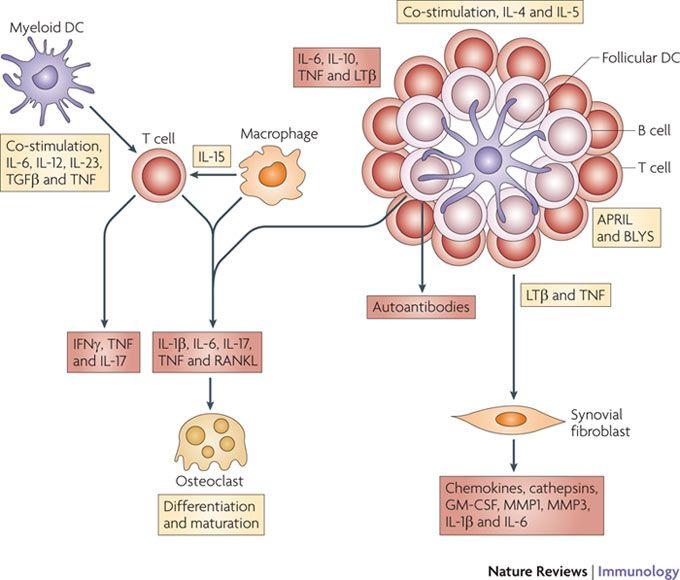 Myeloid DC
Co-stimulation,
IL-6, IL-12, IL-23,
TGFβ and TNF
T cell
IL-15
Macrophage
IFNγ, TNF
and IL-17
IL-1β, IL-6, IL-17,
TNF and RANKL
Osteoclast
Differentiation
and maturation
Co-stimulation, IL-4 and IL-5
IL-6, IL-10,
TNF and LTβ
Follicular DC
B cell
T cell
APRIL
and BLYS
Autoantibodies
LTβ and TNF
Synovial
fibroblast
Chemokines, cathepsins,
GM-CSF, MMP1, MMP3,
IL-1β and IL-6
Nature Reviews | Immunology